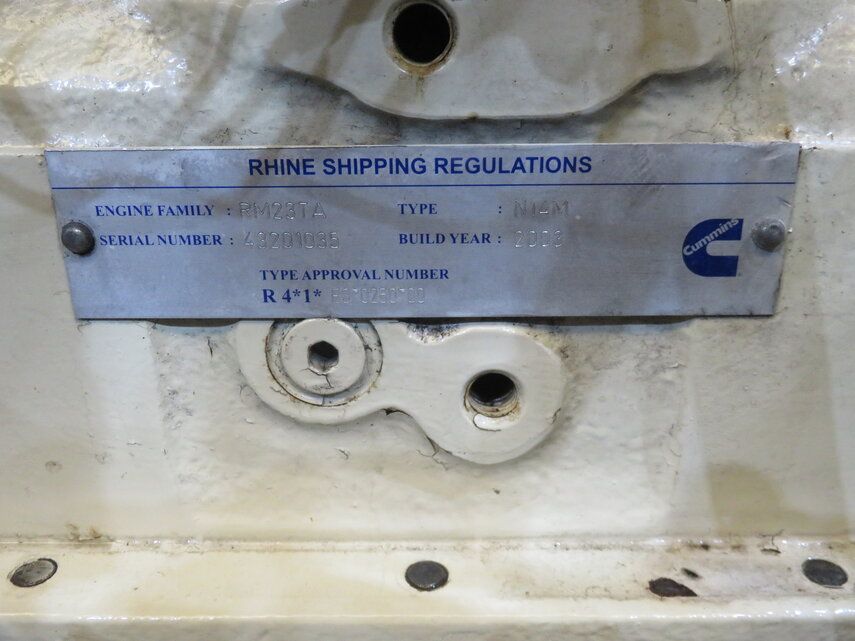 RHINE SHIPPING REGULATIONS
ENGINE FAMILY : RM23TA TYPE : N14M
SERIAL NUMBER : 43201035 BUILD YEAR : 2003
Cummins
TYPE APPROVAL NUMBER
R 4*1*